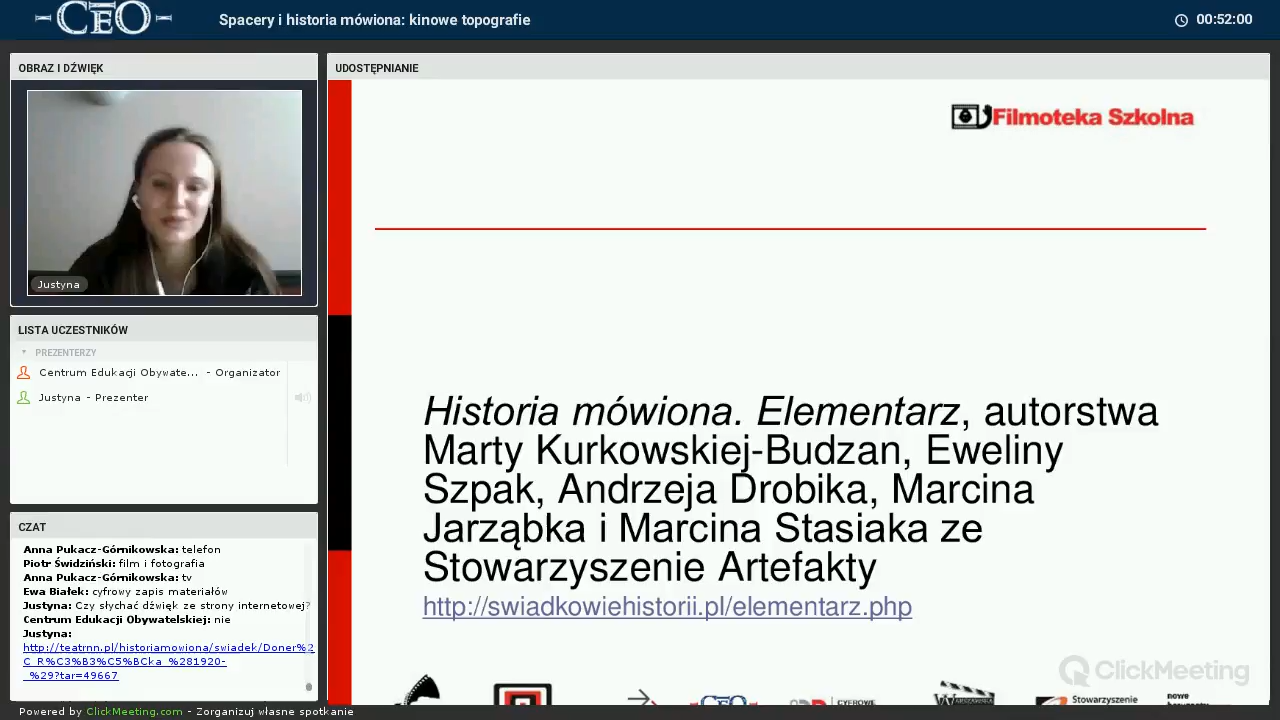 CEO
Spacery i historia mówiona: kinowe topografie
00:52:00
OBRAZ I DŹWIĘK
Justyna
LISTA UCZESTNIKÓW
PREZENTERZY
Centrum Edukacji Obywate... - Organizator
Justyna - Prezenter
CZAT
Anna Pukacz-Górnikowska: telefon
Piotr Świdziński: film i fotografia
Anna Pukacz-Górnikowska: tv
Ewa Białek: cyfrowy zapis materiałów
Justyna: Czy słychać dźwięk ze strony internetowej?
Centrum Edukacji Obywatelskiej: nie
Justyna:
http://teatrnn.pl/historiamowiona/swiadek/Doner%2
C_R%C3%B3%C5%BCka_%281920-
_%29?tar=49667
UDOSTĘPNIANIE
Filmoteka Szkolna
Historia mówiona. Elementarz, autorstwa
Marty Kurkowskiej-Budzan, Eweliny
Szpak, Andrzeja Drobika, Marcina
Jarząbka i Marcina Stasiaka ze
Stowarzyszenie Artefakty
http://swiadkowiehistorii.pl/elementarz.php
ClickMeeting
CEO
CYFROWE
Stowarzyszenie
nowe
Powered by ClickMeeting.com - Zorganizuj własne spotkanie